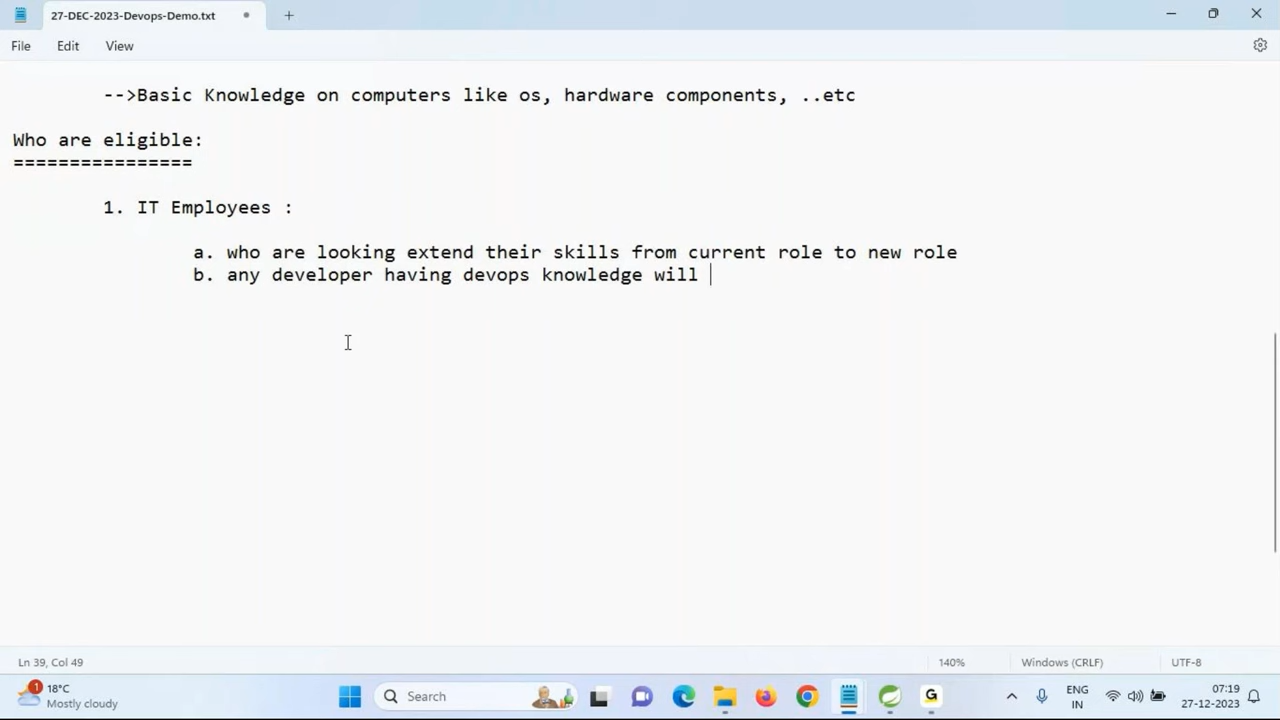 27-DEC-2023-Devops-Demo.txt
File Edit View
-->Basic Knowledge on computers like os, hardware components, ..etc
Who are eligible:
================
1. IT Employees :
a. who are looking extend their skills from current role to new role
b. any developer having devops knowledge will
Ln 39, Col 49 140% Windows (CRLF) UTF-8
1 18°C Mostly cloudy Search G ENG IN 07:19 27-12-2023